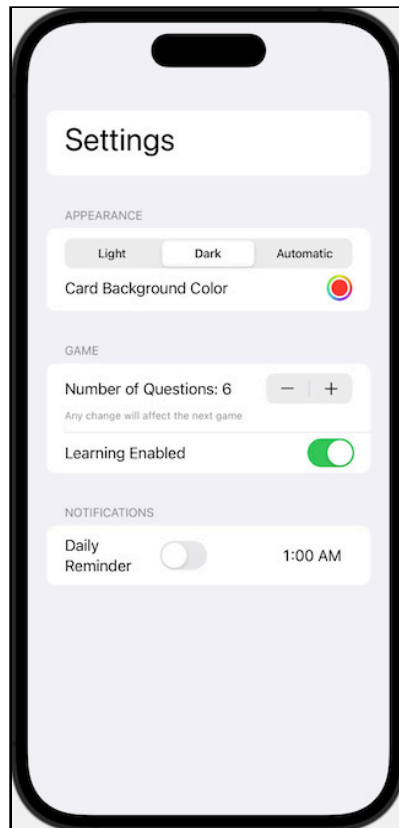 Settings
APPEARANCE
Light Dark Automatic
Card Background Color
GAME
Number of Questions: 6 − +
Any change will affect the next game
Learning Enabled
NOTIFICATIONS
Daily
Reminder
1:00 AM